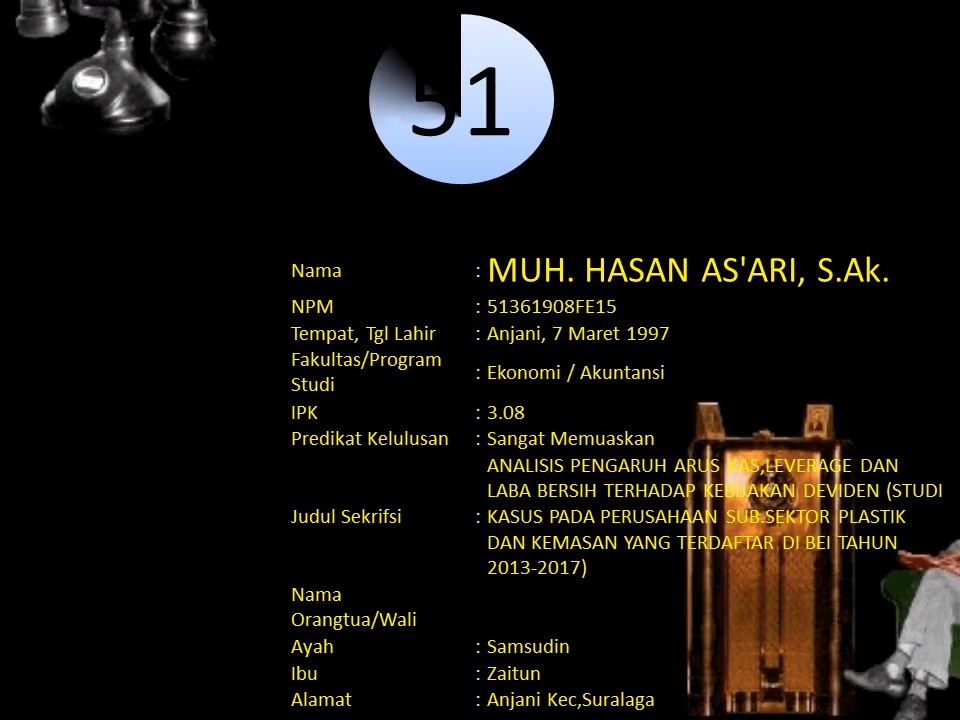 51
Nama : MUH. HASAN AS'ARI, S.Ak.
NPM : 51361908FE15
Tempat, Tgl Lahir : Anjani, 7 Maret 1997
Fakultas/Program
Studi : Ekonomi / Akuntansi
IPK : 3.08
Predikat Kelulusan : Sangat Memuaskan
Judul Sekrifsi : ANALISIS PENGARUH ARUS KAS,LEVERAGE DAN
LABA BERSIH TERHADAP KEBIJAKAN DEVIDEN (STUDI
KASUS PADA PERUSAHAAN SUB.SEKTOR PLASTIK
DAN KEMASAN YANG TERDAFTAR DI BEI TAHUN
2013-2017)
Nama
Orangtua/Wali
Ayah : Samsudin
Ibu : Zaitun
Alamat : Anjani Kec,Suralaga